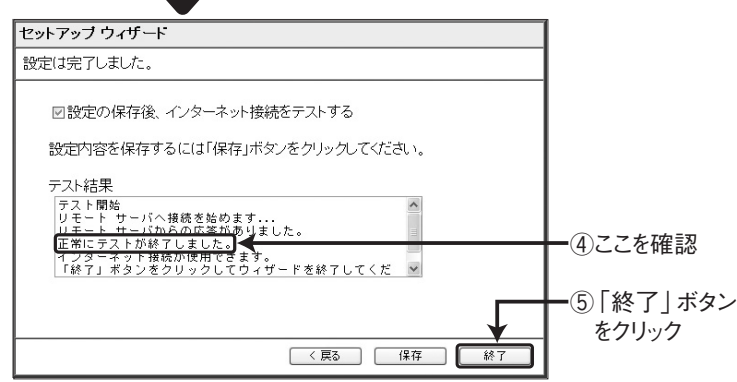 セットアップ ウィザード
設定は完了しました。
設定の保存後、インターネット接続をテストする
設定内容を保存するには「保存」ボタンをクリックしてください。
テスト結果
テスト開始
リモート サーバへ接続を始めます...
リモート サーバからの応答がありました。
正常にテストが終了しました。
インターネット接続が使用できます。
「終了」ボタンをクリックしてウィザードを終了してくだ
④ここを確認
⑤「終了」ボタン
をクリック
< 戻る
保存
終了